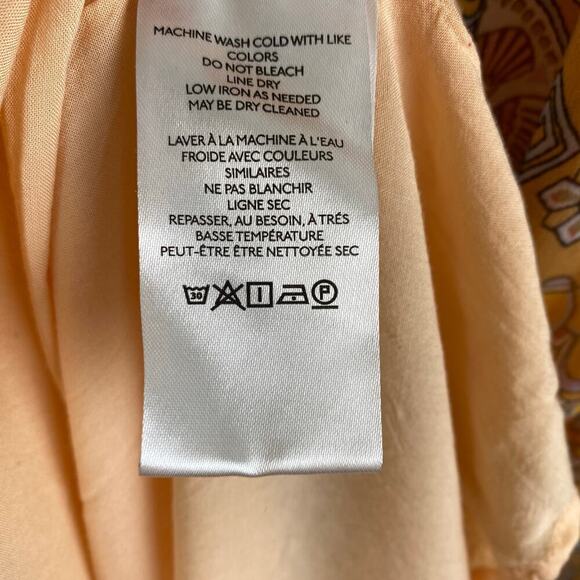 MACHINE WASH COLD WITH LIKE
COLORS
DO NOT BLEACH
LINE DRY
LOW IRON AS NEEDED
MAY BE DRY CLEANED
LAVER À LA MACHINE À L'EAU
FROIDE AVEC COULEURS
SIMILAIRES
NE PAS BLANCHIR
LIGNE SEC
REPASSER, AU BESOIN, À TRÉS
BASSE TEMPÉRATURE
PEUT-ÊTRE ÊTRE NETTOYÉE SEC
30 P